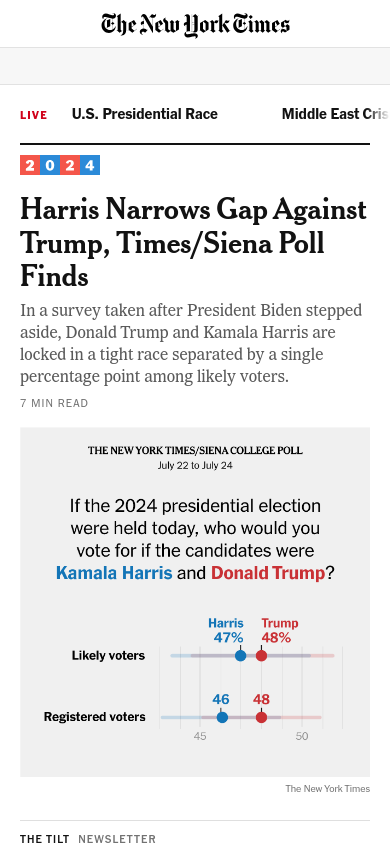 The New York Times
LIVE U.S. Presidential Race Middle East Cris
2024
Harris Narrows Gap Against
Trump, Times/Siena Poll
Finds
In a survey taken after President Biden stepped
aside, Donald Trump and Kamala Harris are
locked in a tight race separated by a single
percentage point among likely voters.
7 MIN READ
THE NEW YORK TIMES/SIENA COLLEGE POLL
July 22 to July 24
If the 2024 presidential election
were held today, who would you
vote for if the candidates were
Kamala Harris and Donald Trump?
Harris Trump
47% 48%
Likely voters
46 48
Registered voters
45 50
The New York Times
THE TILT NEWSLETTER